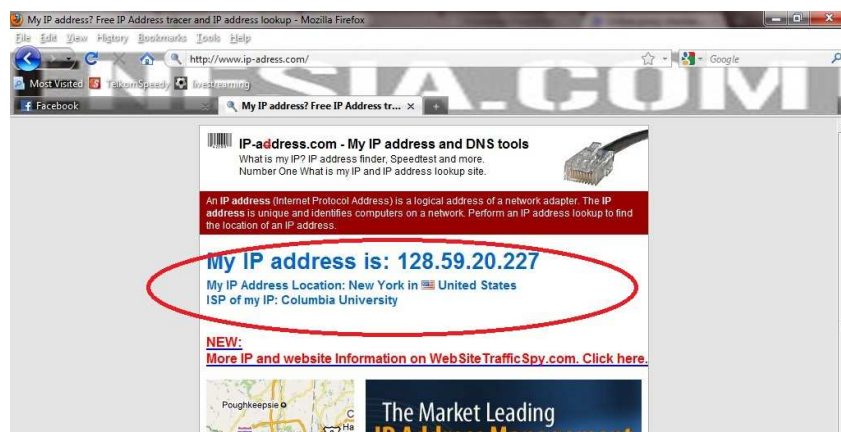 My IP address? Free IP Address tracer and IP address lookup - Mozilla Firefox
File Edit View History Bookmarks Tools Help
http://www.ip-adress.com/
Google
Most Visited TelkomSpeedy livestreaming
SIA.COM
Facebook
My IP address? Free IP Address tr...
IP-address.com - My IP address and DNS tools
What is my IP? IP address finder, Speedtest and more.
Number One What is my IP and IP address lookup site.
An IP address (Internet Protocol Address) is a logical address of a network adapter. The IP
address is unique and identifies computers on a network. Perform an IP address lookup to find
the location of an IP address.
My IP address is: 128.59.20.227
My IP Address Location: New York in United States
ISP of my IP: Columbia University
NEW:
More IP and website Information on WebSiteTrafficSpy.com. Click here.
Poughkeepsie
The Market Leading
IP Address Management